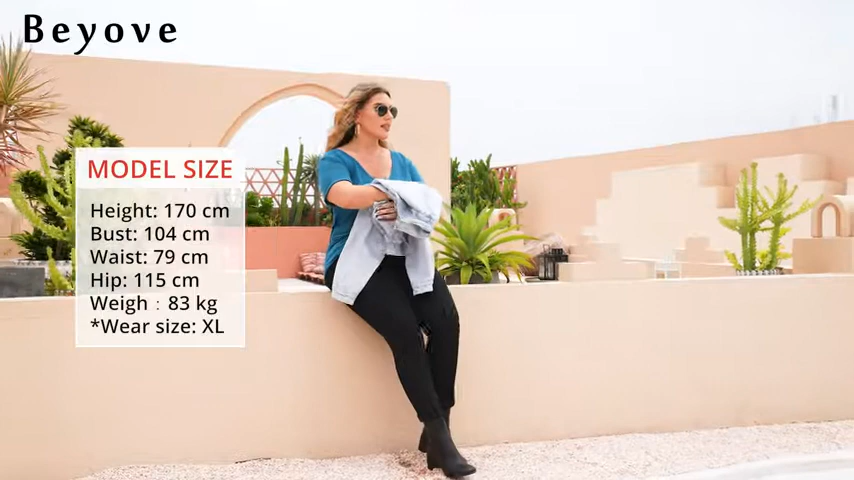 Beyove
MODEL SIZE
Height: 170 cm
Bust: 104 cm
Waist: 79 cm
Hip: 115 cm
Weigh : 83 kg
*Wear size: XL